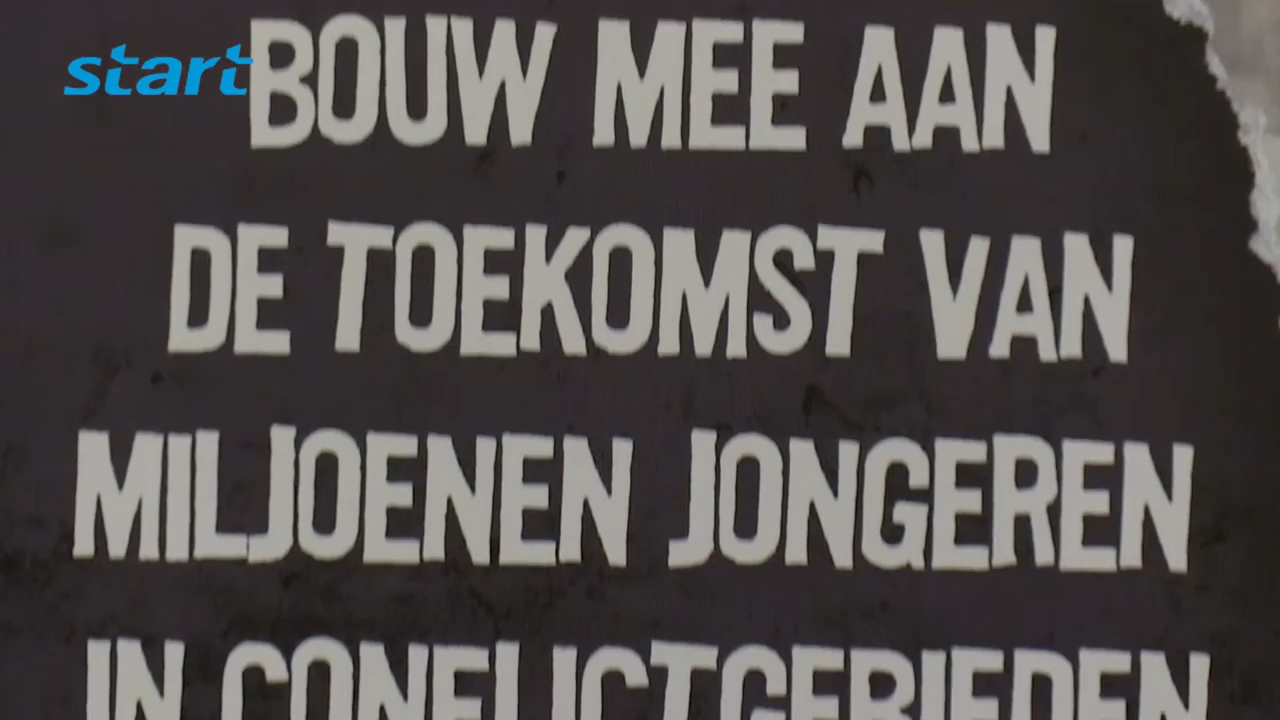 start
BOUW MEE AAN
DE TOEKOMST VAN
MILJOENEN JONGEREN
IN CONFLICTGEBIEDEN